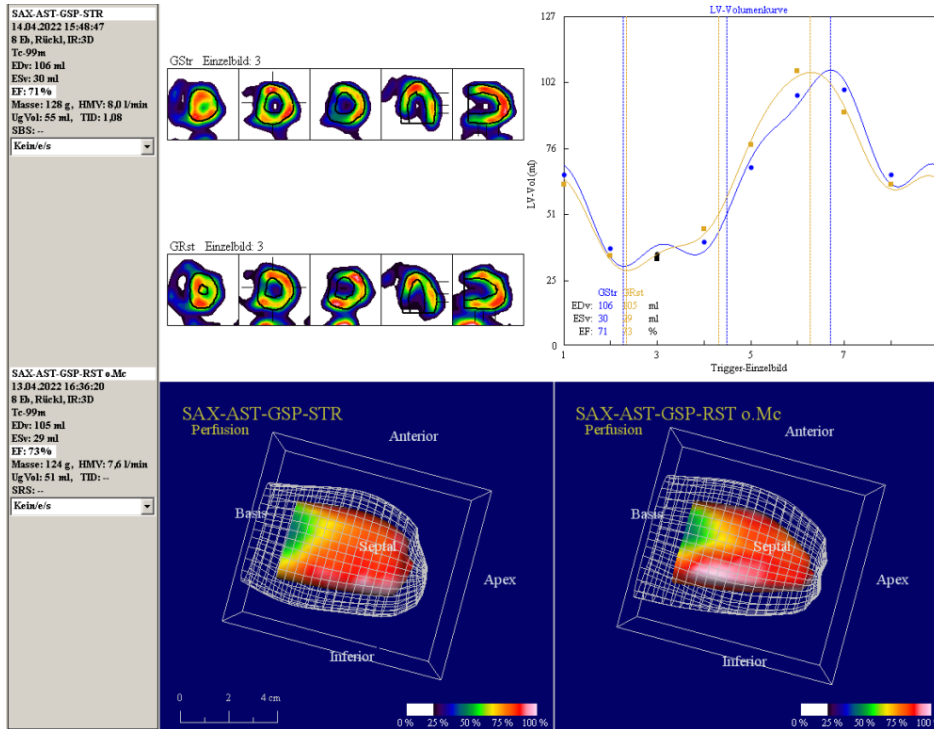 SAX-AST-GSP-STR
14.04.2022 15:48:47
8 Eb, Rückl, IR:3D
Tc-99m
EDv: 106 ml
ESv: 30 ml
EF: 71%
Masse: 128 g, HMV: 8,0 l/min
UgVol: 55 ml, TID: 1,08
SBS: --
Kein/e/s
GStr Einzelbild: 3
GRst Einzelbild: 3
LV-Volumenkurve
LV-Vol (ml)
127
102
76
51
25
0
GStr GRst
EDv: 106 105 ml
ESv: 30 29 ml
EF: 71 73 %
1 3 5 7
Trigger-Einzelbild
SAX-AST-GSP-RST o.Mc
13.04.2022 16:36:20
8 Eb, Rückl, IR:3D
Tc-99m
EDv: 105 ml
ESv: 29 ml
EF: 73%
Masse: 124 g, HMV: 7,6 l/min
UgVol: 51 ml, TID: --
SRS: --
Kein/e/s
SAX-AST-GSP-STR
Perfusion
Anterior
Basis
Septal
Apex
Inferior
0 2 4 cm
0 % 25 % 50 % 75 % 100 %
SAX-AST-GSP-RST o.Mc
Perfusion
Anterior
Basis
Septal
Apex
Inferior
0 % 25 % 50 % 75 % 100 %